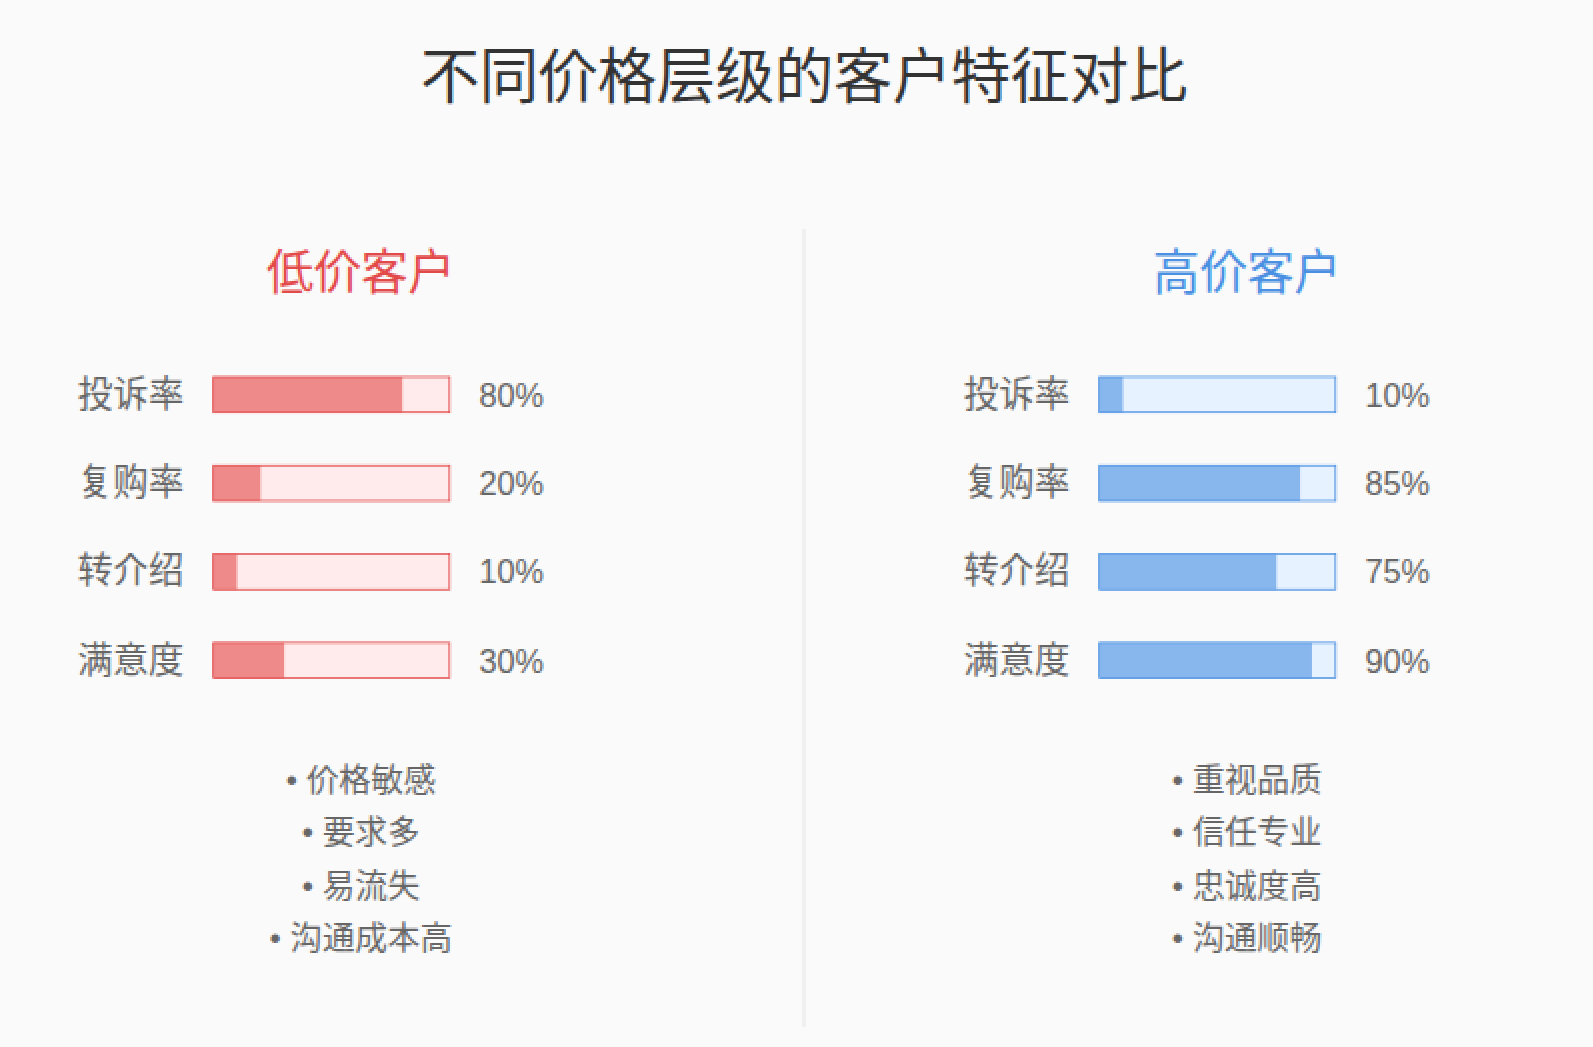 不同价格层级的客户特征对比
低价客户
投诉率 80%
复购率 20%
转介绍 10%
满意度 30%
• 价格敏感
• 要求多
• 易流失
• 沟通成本高
高价客户
投诉率 10%
复购率 85%
转介绍 75%
满意度 90%
• 重视品质
• 信任专业
• 忠诚度高
• 沟通顺畅